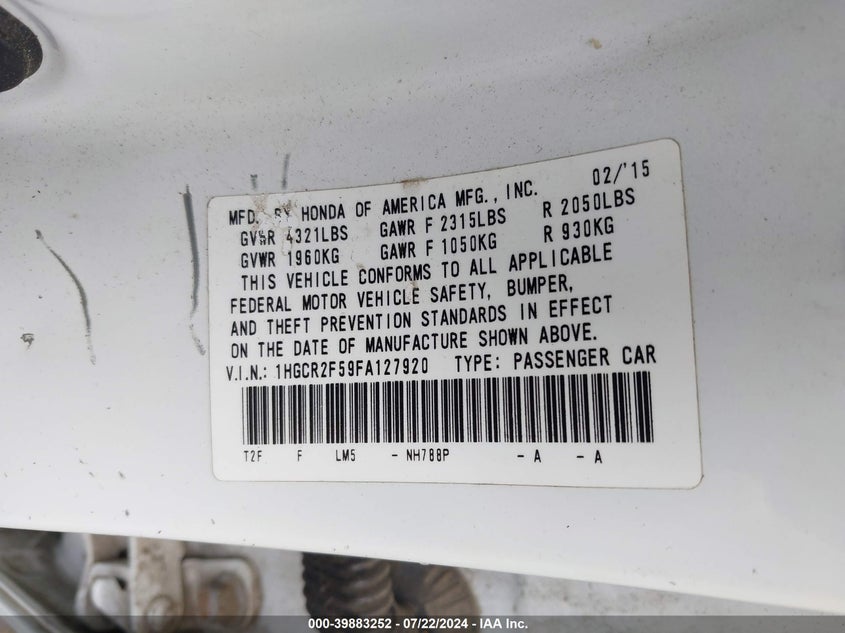 MFD. BY HONDA OF AMERICA MFG., INC. 02/'15
GVWR 4321LBS GAWR F 2315LBS R 2050LBS
GVWR 1960KG GAWR F 1050KG R 930KG
THIS VEHICLE CONFORMS TO ALL APPLICABLE
FEDERAL MOTOR VEHICLE SAFETY, BUMPER,
AND THEFT PREVENTION STANDARDS IN EFFECT
ON THE DATE OF MANUFACTURE SHOWN ABOVE.
V.I.N.: 1HGCR2F59FA127920 TYPE: PASSENGER CAR
T2F F LM5 - NH788P - A - A
000-39883252 / 07/22/2024 / IAA Inc.